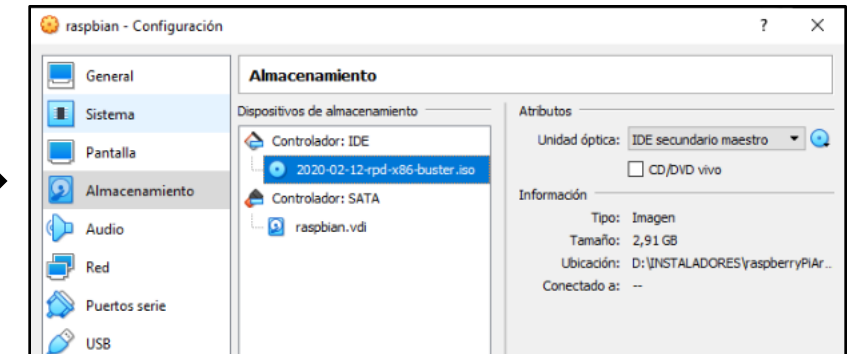 raspbian - Configuración
?
General
Sistema
Pantalla
Almacenamiento
Audio
Red
Puertos serie
USB
Almacenamiento
Dispositivos de almacenamiento
Controlador: IDE
2020-02-12-rpd-x86-buster.iso
Controlador: SATA
raspbian.vdi
Atributos
Unidad óptica: IDE secundario maestro
CD/DVD vivo
Información
Tipo: Imagen
Tamaño: 2,91 GB
Ubicación: D:\INSTALADORES\raspberryPiAr...
Conectado a: --